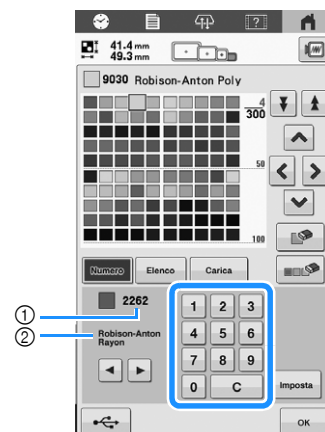 ?
41.4 mm
49.3 mm
9030 Robison-Anton Poly
4
300
50
100
Numero Elenco Carica
① 2262
② Robison-Anton
Rayon
1 2 3
4 5 6
7 8 9
0 C
Imposta
OK